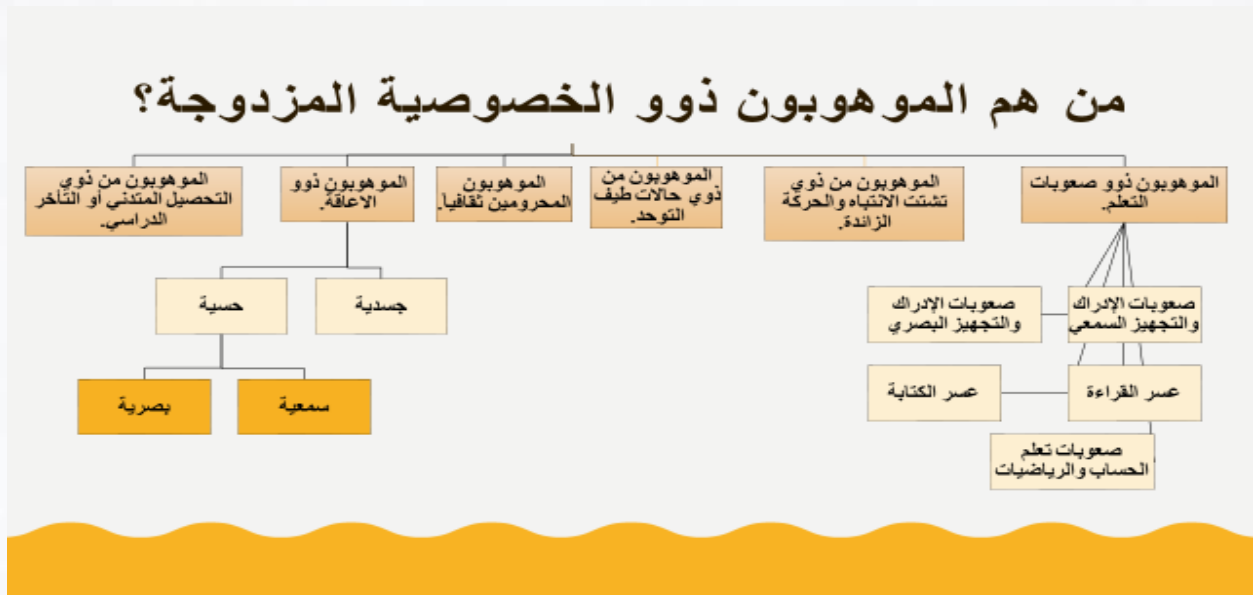 من هم الموهوبون ذوو الخصوصية المزدوجة؟
الموهوبون ذوو صعوبات
التعلم.
الموهوبون من ذوي
تشتت الانتباه والحركة
الزائدة.
الموهوبون من
ذوي حالات طيف
التوحد.
الموهوبون
المحرومين ثقافياً.
الموهوبون ذوو
الاعاقة.
الموهوبون من ذوي
التحصيل المتدني أو التأخر
الدراسي.
جسدية
حسية
صعوبات الإدراك
والتجهيز السمعي
صعوبات الإدراك
والتجهيز البصري
عسر القراءة
عسر الكتابة
سمعية
بصرية
صعوبات تعلم
الحساب والرياضيات